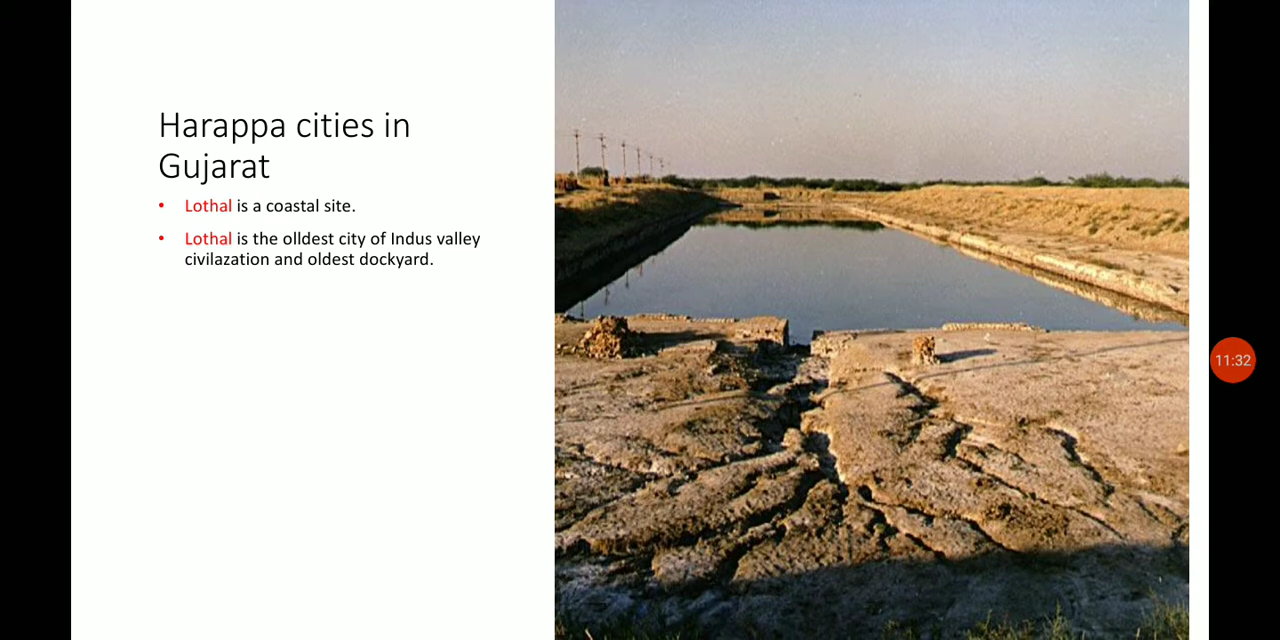 Harappa cities in
Gujarat
• Lothal is a coastal site.
• Lothal is the olldest city of Indus valley
civilazation and oldest dockyard.
11:32